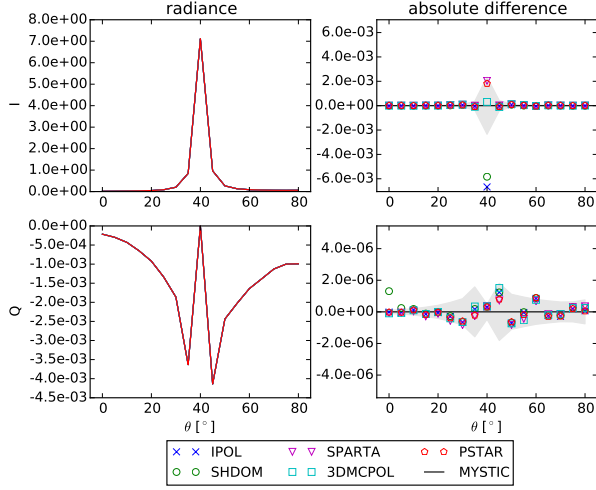 radiance
absolute difference
8.0e+00
7.0e+00
6.0e+00
5.0e+00
4.0e+00
3.0e+00
2.0e+00
1.0e+00
0.0e+00
I
0 20 40 60 80
6.0e-03
4.0e-03
2.0e-03
0.0e+00
-2.0e-03
-4.0e-03
-6.0e-03
0 20 40 60 80
0.0e+00
-5.0e-04
-1.0e-03
-1.5e-03
-2.0e-03
-2.5e-03
-3.0e-03
-3.5e-03
-4.0e-03
-4.5e-03
Q
0 20 40 60 80
θ [°]
4.0e-06
2.0e-06
0.0e+00
-2.0e-06
-4.0e-06
0 20 40 60 80
θ [°]
IPOL SPARTA PSTAR
SHDOM 3DMCPOL MYSTIC